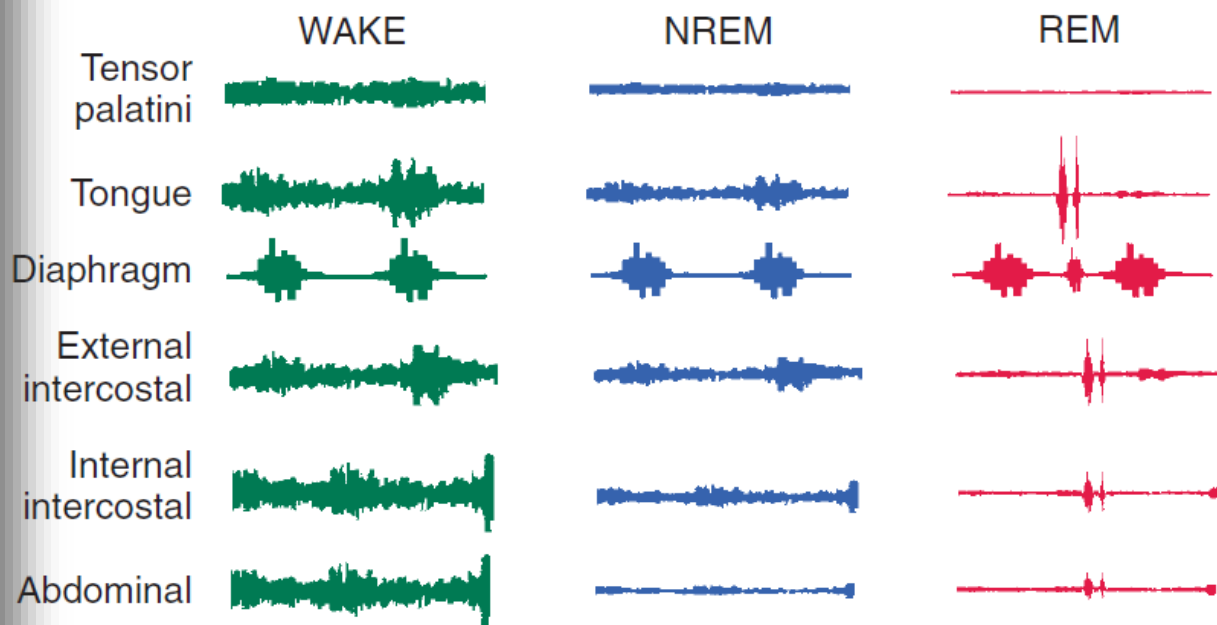 WAKE NREM REM
Tensor
palatini
Tongue
Diaphragm
External
intercostal
Internal
intercostal
Abdominal